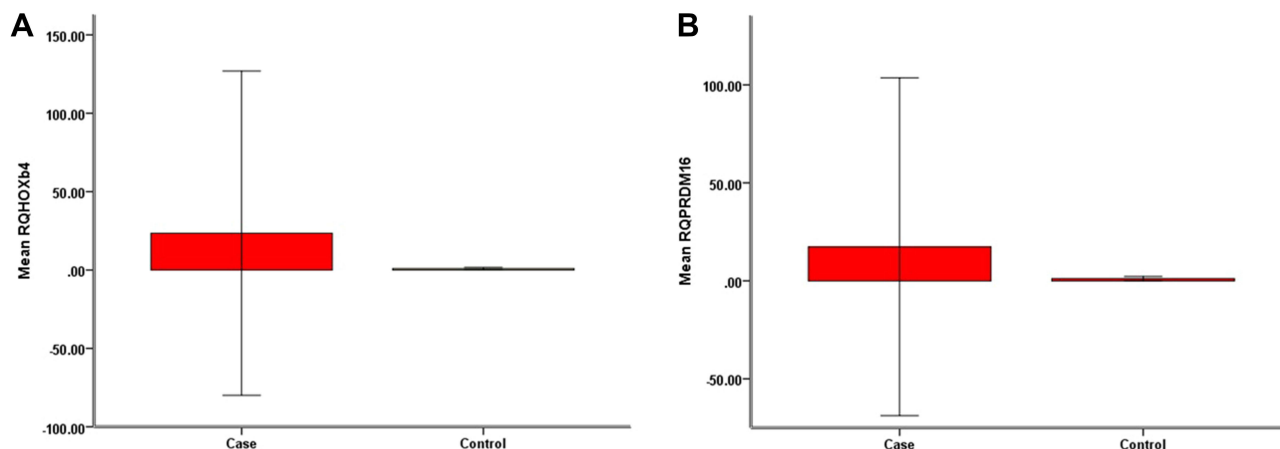 A
Mean RQHOXb4
150.00
100.00
50.00
.00
-50.00
-100.00
Case
Control
B
Mean RQPRDM16
100.00
50.00
.00
-50.00
Case
Control